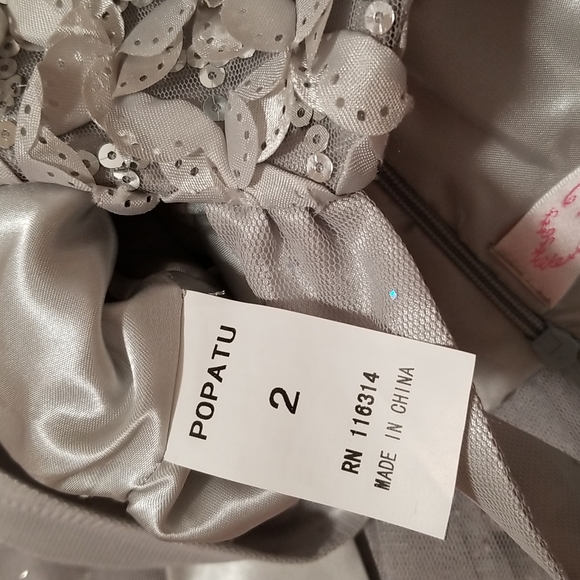 POPATU
2
RN 116314
MADE IN CHINA